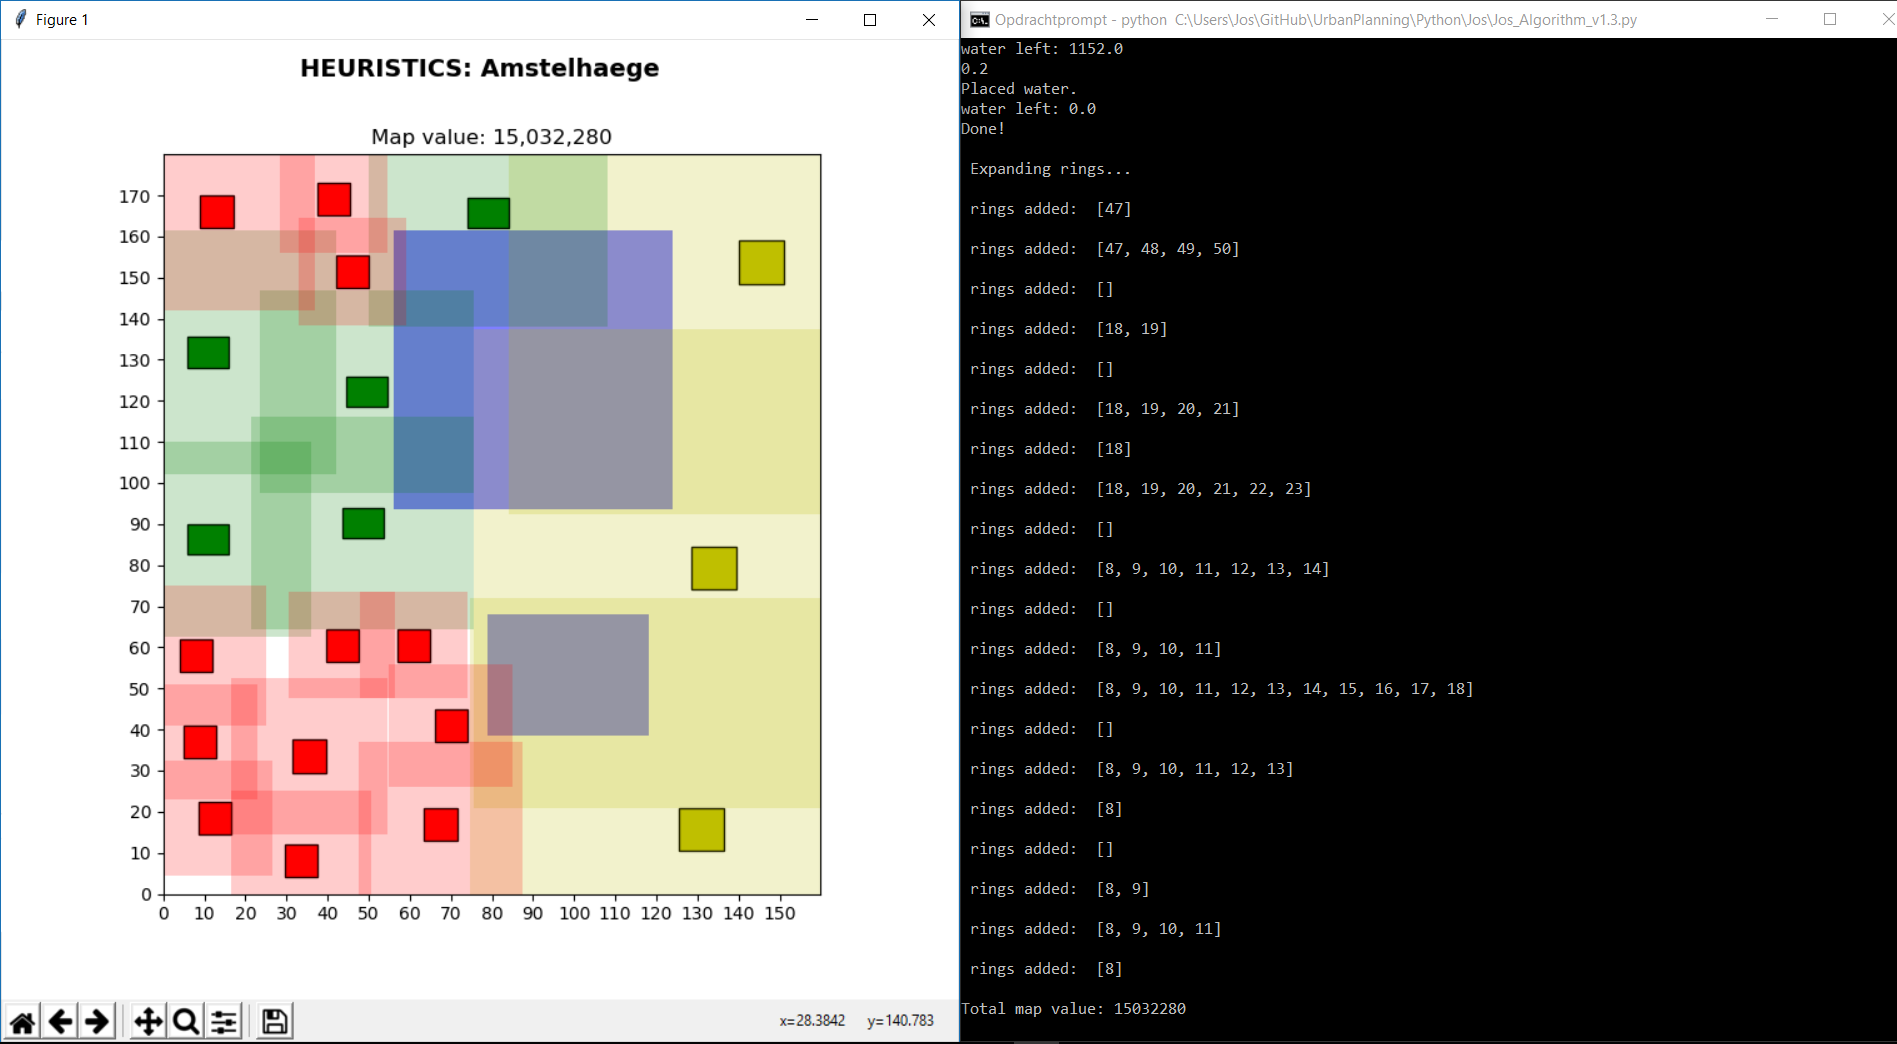 Figure 1
HEURISTICS: Amstelhaege
Map value: 15,032,280
170
160
150
140
130
120
110
100
90
80
70
60
50
40
30
20
10
0
0 10 20 30 40 50 60 70 80 90 100 110 120 130 140 150
x=28.3842 y=140.783
Opdrachtprompt - python C:\Users\Jos\GitHub\UrbanPlanning\Python\Jos\Jos_Algorithm_v1.3.py
water left: 1152.0
0.2
Placed water.
water left: 0.0
Done!
Expanding rings...
rings added: [47]
rings added: [47, 48, 49, 50]
rings added: []
rings added: [18, 19]
rings added: []
rings added: [18, 19, 20, 21]
rings added: [18]
rings added: [18, 19, 20, 21, 22, 23]
rings added: []
rings added: [8, 9, 10, 11, 12, 13, 14]
rings added: []
rings added: [8, 9, 10, 11]
rings added: [8, 9, 10, 11, 12, 13, 14, 15, 16, 17, 18]
rings added: []
rings added: [8, 9, 10, 11, 12, 13]
rings added: [8]
rings added: []
rings added: [8, 9]
rings added: [8, 9, 10, 11]
rings added: [8]
Total map value: 15032280